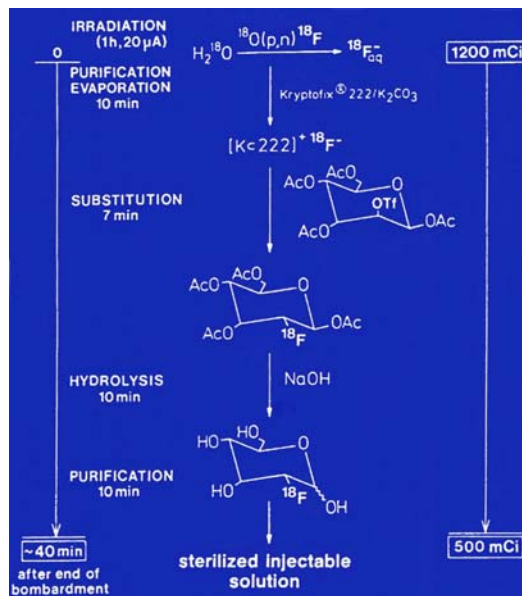 IRRADIATION
(1h, 20μA)
0
H₂¹⁸O
¹⁸O(p,n)¹⁸F
¹⁸F⁻aq
1200 mCi
PURIFICATION
EVAPORATION
10 min
Kryptofix® 222/K₂CO₃
[K⊂222]⁺ ¹⁸F⁻
SUBSTITUTION
7 min
AcO
AcO
O
OTf
OAc
AcO
AcO
AcO
O
AcO
OAc
¹⁸F
HYDROLYSIS
10 min
NaOH
HO
HO
O
PURIFICATION
10 min
HO
¹⁸F
OH
~40 min
after end of
bombardment
sterilized injectable
solution
500 mCi